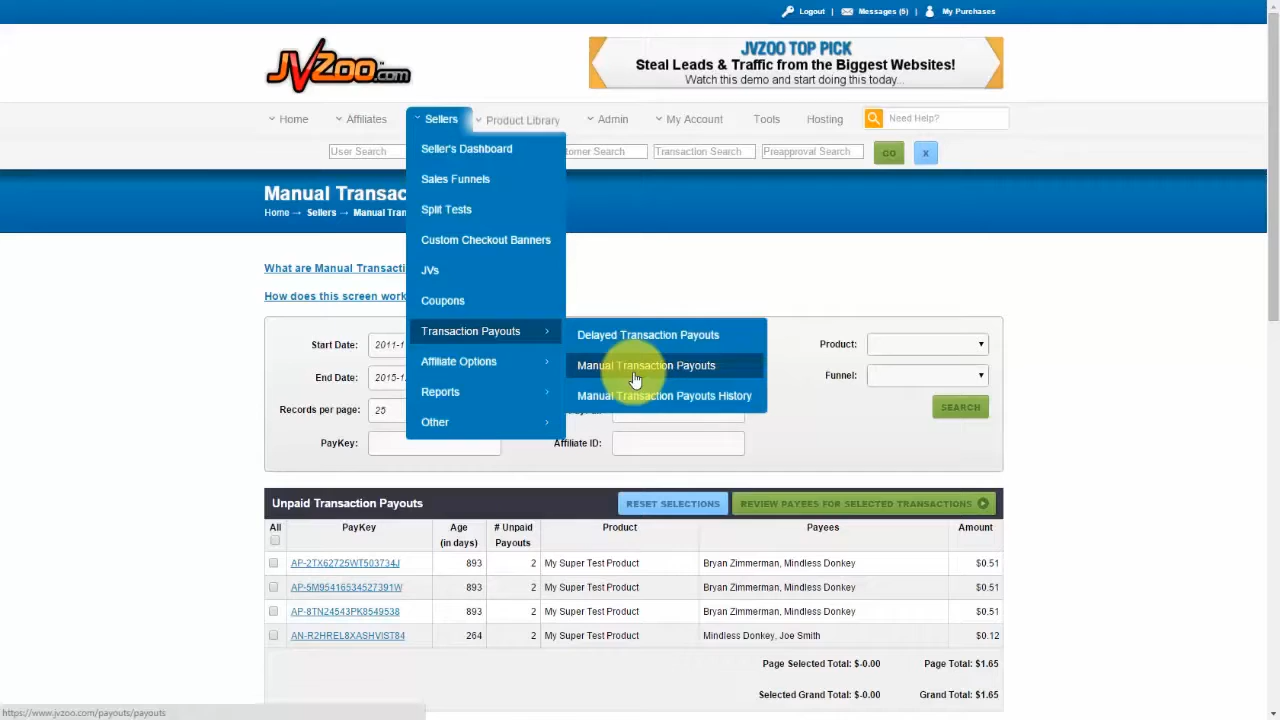 Logout | Messages (5) | My Purchases
JVZoo.com
JVZOO TOP PICK
Steal Leads & Traffic from the Biggest Websites!
Watch this demo and start doing this today...
Home Affiliates Sellers Product Library Admin My Account Tools Hosting Need Help?
User Search omer Search Transaction Search Preapproval Search GO X
Seller's Dashboard
Sales Funnels
Split Tests
Custom Checkout Banners
JVs
Coupons
Transaction Payouts
Affiliate Options
Reports
Other
Delayed Transaction Payouts
Manual Transaction Payouts
Manual Transaction Payouts History
Manual Transac
Home → Sellers → Manual Tran
What are Manual Transacti
How does this screen work
Start Date: 2011-1 Product:
End Date: 2015-1 Funnel:
Records per page: 25 SEARCH
PayKey: Affiliate ID:
Unpaid Transaction Payouts RESET SELECTIONS REVIEW PAYEES FOR SELECTED TRANSACTIONS
All PayKey Age (in days) # Unpaid Payouts Product Payees Amount
AP-2TX62725WT503734J 893 2 My Super Test Product Bryan Zimmerman, Mindless Donkey $0.51
AP-5M95416534527391W 893 2 My Super Test Product Bryan Zimmerman, Mindless Donkey $0.51
AP-8TN24543PK8549538 893 2 My Super Test Product Bryan Zimmerman, Mindless Donkey $0.51
AN-R2HREL8XASHVIST84 264 2 My Super Test Product Mindless Donkey, Joe Smith $0.12
Page Selected Total: $-0.00 Page Total: $1.65
Selected Grand Total: $-0.00 Grand Total: $1.65
https://www.jvzoo.com/payouts/payouts